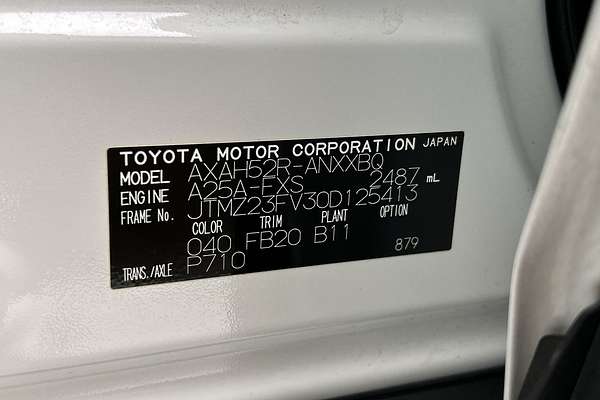 TOYOTA MOTOR CORPORATION JAPAN
MODEL AXAH52R-ANXXBQ
ENGINE A25A-FXS 2487 mL
FRAME No. JTMZ23FV30D125413
COLOR TRIM PLANT OPTION
040 FB20 B11
TRANS./AXLE P710 879